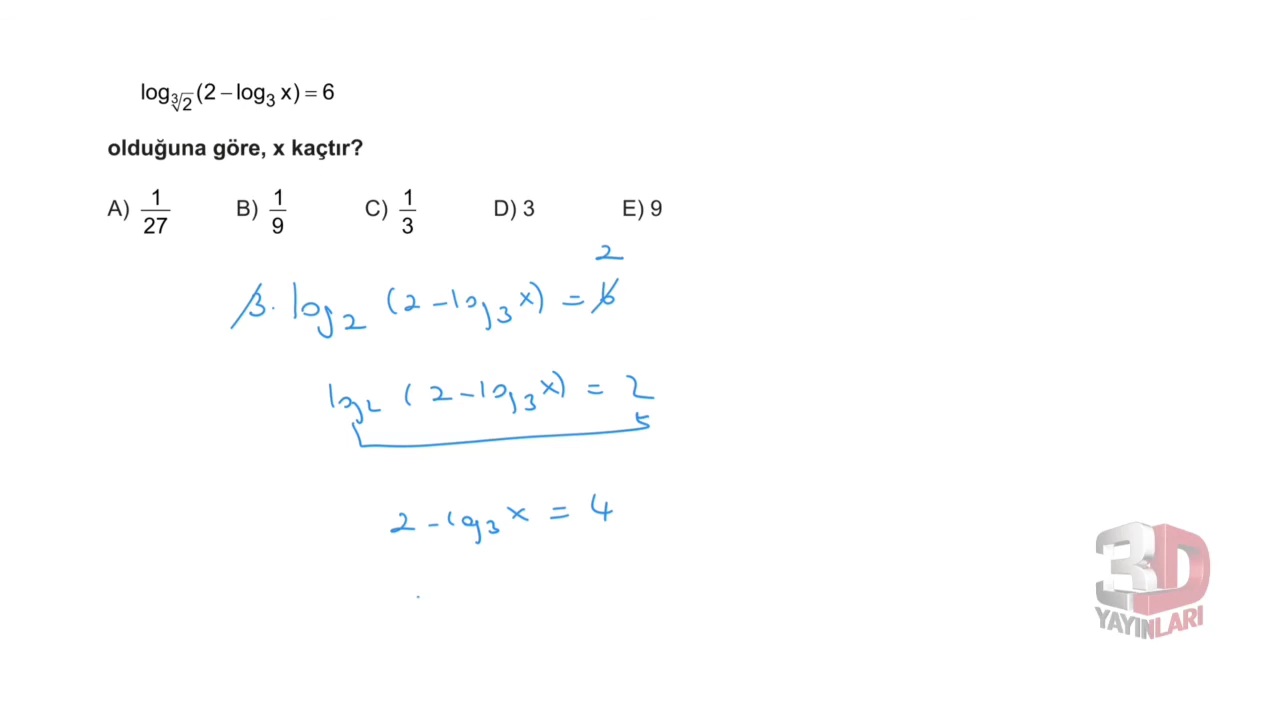 log∛2(2 – log₃ x) = 6
olduğuna göre, x kaçtır?
A) 1/27 B) 1/9 C) 1/3 D) 3 E) 9
2
3. log₂ (2 – log₃ x) = 6
log₂ (2 – log₃ x) = 2
2 – log₃ x = 4
3D
YAYINLARI